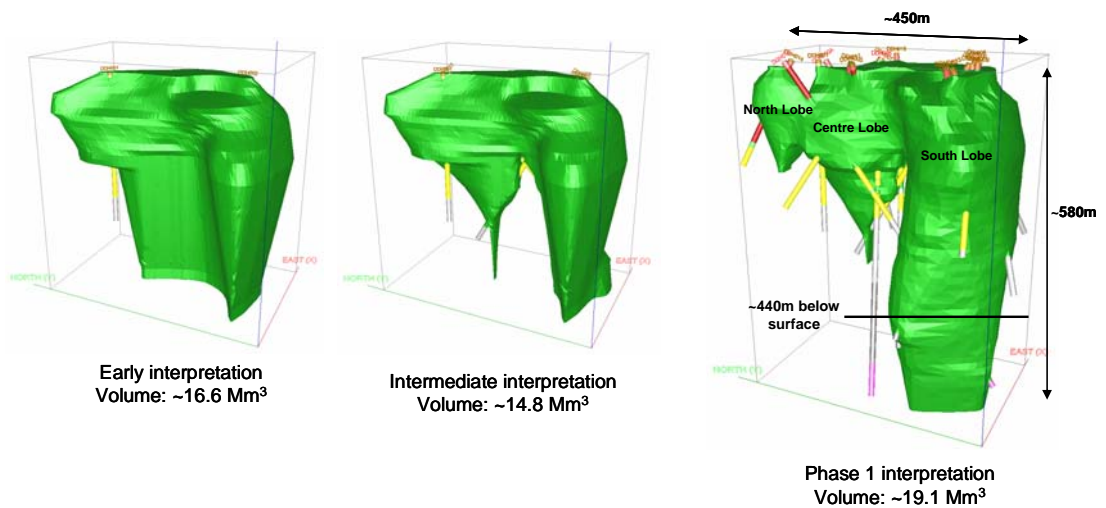 ~450m
North Lobe
Centre Lobe
South Lobe
~580m
~440m below
surface
NORTH (Y)
EAST (X)
NORTH (Y)
EAST (X)
NORTH (Y)
EAST (X)
Early interpretation
Volume: ~16.6 Mm³
Intermediate interpretation
Volume: ~14.8 Mm³
Phase 1 interpretation
Volume: ~19.1 Mm³